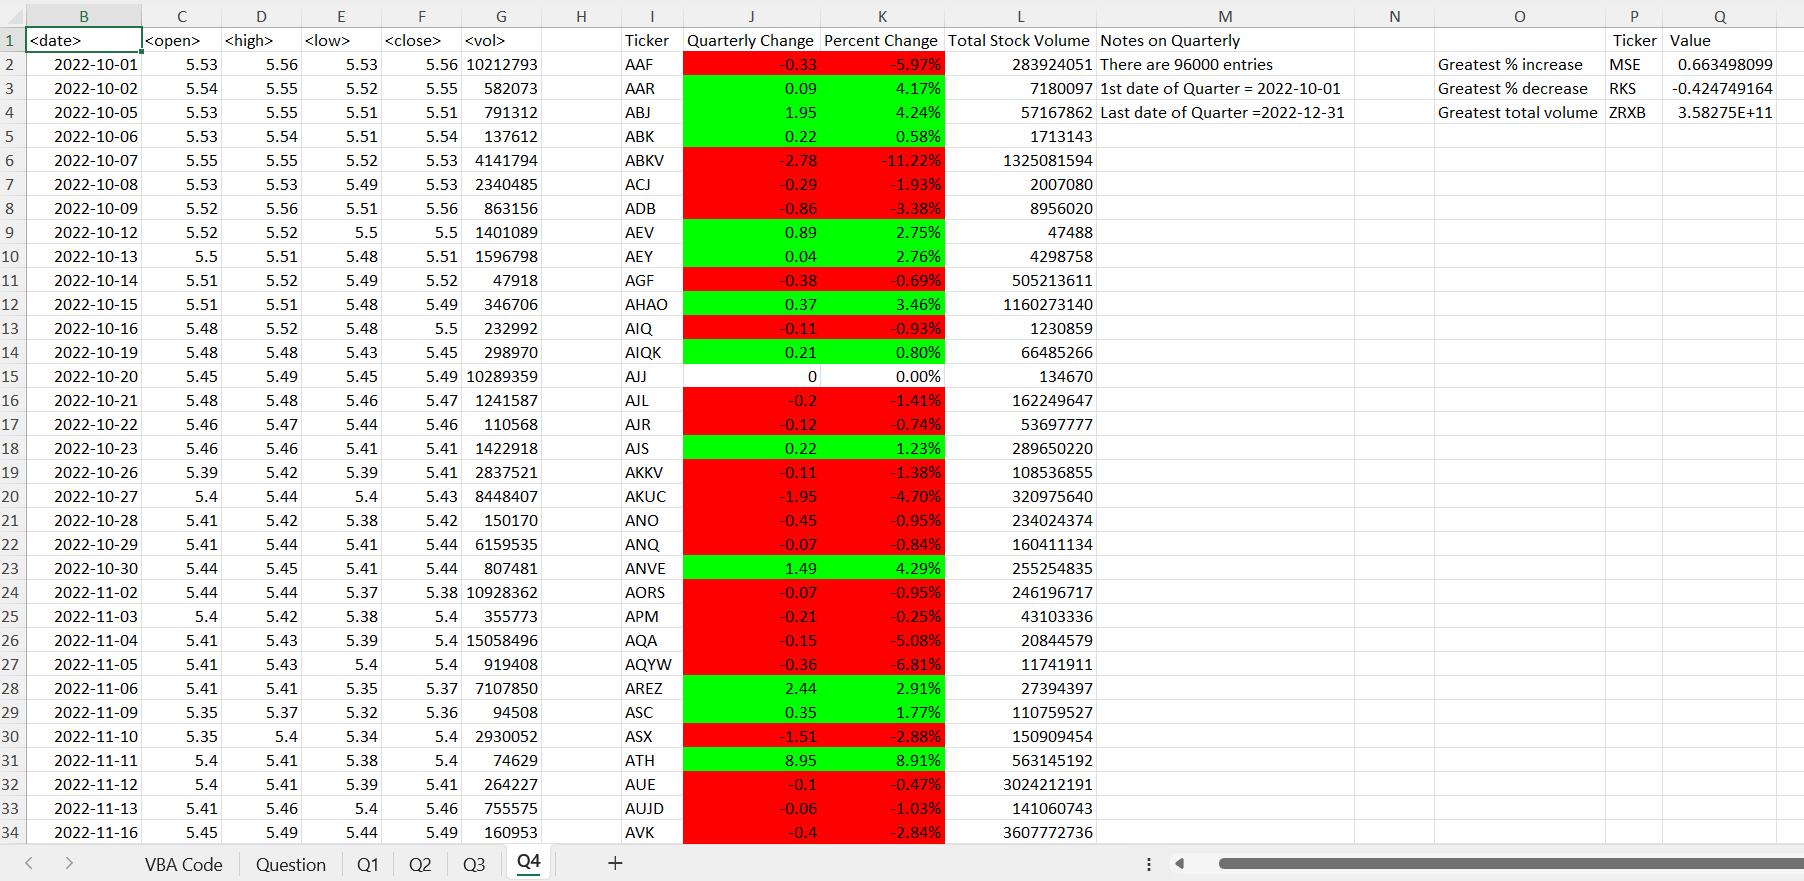 B C D E F G H I J K L M N O P Q
1 <date> <open> <high> <low> <close> <vol> Ticker Quarterly Change Percent Change Total Stock Volume Notes on Quarterly Ticker Value
2 2022-10-01 5.53 5.56 5.53 5.56 10212793 AAF -0.33 -5.97% 283924051 There are 96000 entries Greatest % increase MSE 0.663498099
3 2022-10-02 5.54 5.55 5.52 5.55 582073 AAR 0.09 4.17% 7180097 1st date of Quarter = 2022-10-01 Greatest % decrease RKS -0.424749164
4 2022-10-05 5.53 5.55 5.51 5.51 791312 ABJ 1.95 4.24% 57167862 Last date of Quarter =2022-12-31 Greatest total volume ZRXB 3.58275E+11
5 2022-10-06 5.53 5.54 5.51 5.54 137612 ABK 0.22 0.58% 1713143
6 2022-10-07 5.55 5.55 5.52 5.53 4141794 ABKV -2.78 -11.22% 1325081594
7 2022-10-08 5.53 5.53 5.49 5.53 2340485 ACJ -0.29 -1.93% 2007080
8 2022-10-09 5.52 5.56 5.51 5.56 863156 ADB -0.86 -3.38% 8956020
9 2022-10-12 5.52 5.52 5.5 5.5 1401089 AEV 0.89 2.75% 47488
10 2022-10-13 5.5 5.51 5.48 5.51 1596798 AEY 0.04 2.76% 4298758
11 2022-10-14 5.51 5.52 5.49 5.52 47918 AGF -0.38 -0.69% 505213611
12 2022-10-15 5.51 5.51 5.48 5.49 346706 AHAO 0.37 3.46% 1160273140
13 2022-10-16 5.48 5.52 5.48 5.5 232992 AIQ -0.11 -0.93% 1230859
14 2022-10-19 5.48 5.48 5.43 5.45 298970 AIQK 0.21 0.80% 66485266
15 2022-10-20 5.45 5.49 5.45 5.49 10289359 AJJ 0 0.00% 134670
16 2022-10-21 5.48 5.48 5.46 5.47 1241587 AJL -0.2 -1.41% 162249647
17 2022-10-22 5.46 5.47 5.44 5.46 110568 AJR -0.12 -0.74% 53697777
18 2022-10-23 5.46 5.46 5.41 5.41 1422918 AJS 0.22 1.23% 289650220
19 2022-10-26 5.39 5.42 5.39 5.41 2837521 AKKV -0.11 -1.38% 108536855
20 2022-10-27 5.4 5.44 5.4 5.43 8448407 AKUC -1.95 -4.70% 320975640
21 2022-10-28 5.41 5.42 5.38 5.42 150170 ANO -0.45 -0.95% 234024374
22 2022-10-29 5.41 5.44 5.41 5.44 6159535 ANQ -0.07 -0.84% 160411134
23 2022-10-30 5.44 5.45 5.41 5.44 807481 ANVE 1.49 4.29% 255254835
24 2022-11-02 5.44 5.44 5.37 5.38 10928362 AORS -0.07 -0.95% 246196717
25 2022-11-03 5.4 5.42 5.38 5.4 355773 APM -0.21 -0.25% 43103336
26 2022-11-04 5.41 5.43 5.39 5.4 15058496 AQA -0.15 -5.08% 20844579
27 2022-11-05 5.41 5.43 5.4 5.4 919408 AQYW -0.36 -6.81% 11741911
28 2022-11-06 5.41 5.41 5.35 5.37 7107850 AREZ 2.44 2.91% 27394397
29 2022-11-09 5.35 5.37 5.32 5.36 94508 ASC 0.35 1.77% 110759527
30 2022-11-10 5.35 5.4 5.34 5.4 2930052 ASX -1.51 -2.88% 150909454
31 2022-11-11 5.4 5.41 5.38 5.4 74629 ATH 8.95 8.91% 563145192
32 2022-11-12 5.4 5.41 5.39 5.41 264227 AUE -0.1 -0.47% 3024212191
33 2022-11-13 5.41 5.46 5.4 5.46 755575 AUJD -0.06 -1.03% 141060743
34 2022-11-16 5.45 5.49 5.44 5.49 160953 AVK -0.4 -2.84% 3607772736
VBA Code Question Q1 Q2 Q3 Q4